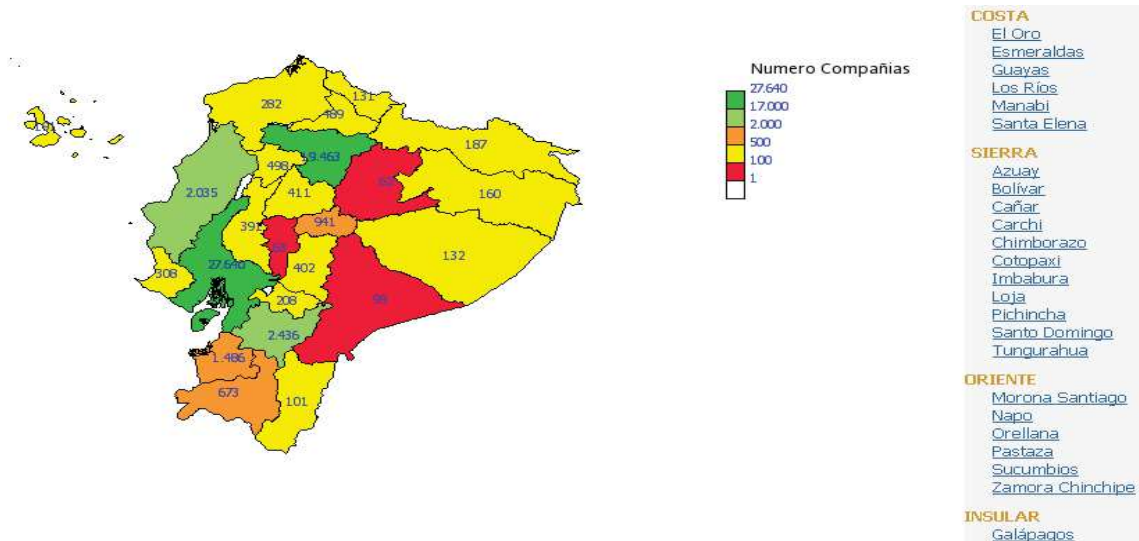 Numero Compañias
27.640
17.000
2.000
500
100
1
131
282
489
187
498
411
160
2.035
391
941
402
132
308
27.640
208
98
2.436
1.486
673
101
COSTA
El Oro
Esmeraldas
Guayas
Los Ríos
Manabi
Santa Elena
SIERRA
Azuay
Bolívar
Cañar
Carchi
Chimborazo
Cotopaxi
Imbabura
Loja
Pichincha
Santo Domingo
Tungurahua
ORIENTE
Morona Santiago
Napo
Orellana
Pastaza
Sucumbios
Zamora Chinchipe
INSULAR
Galápagos